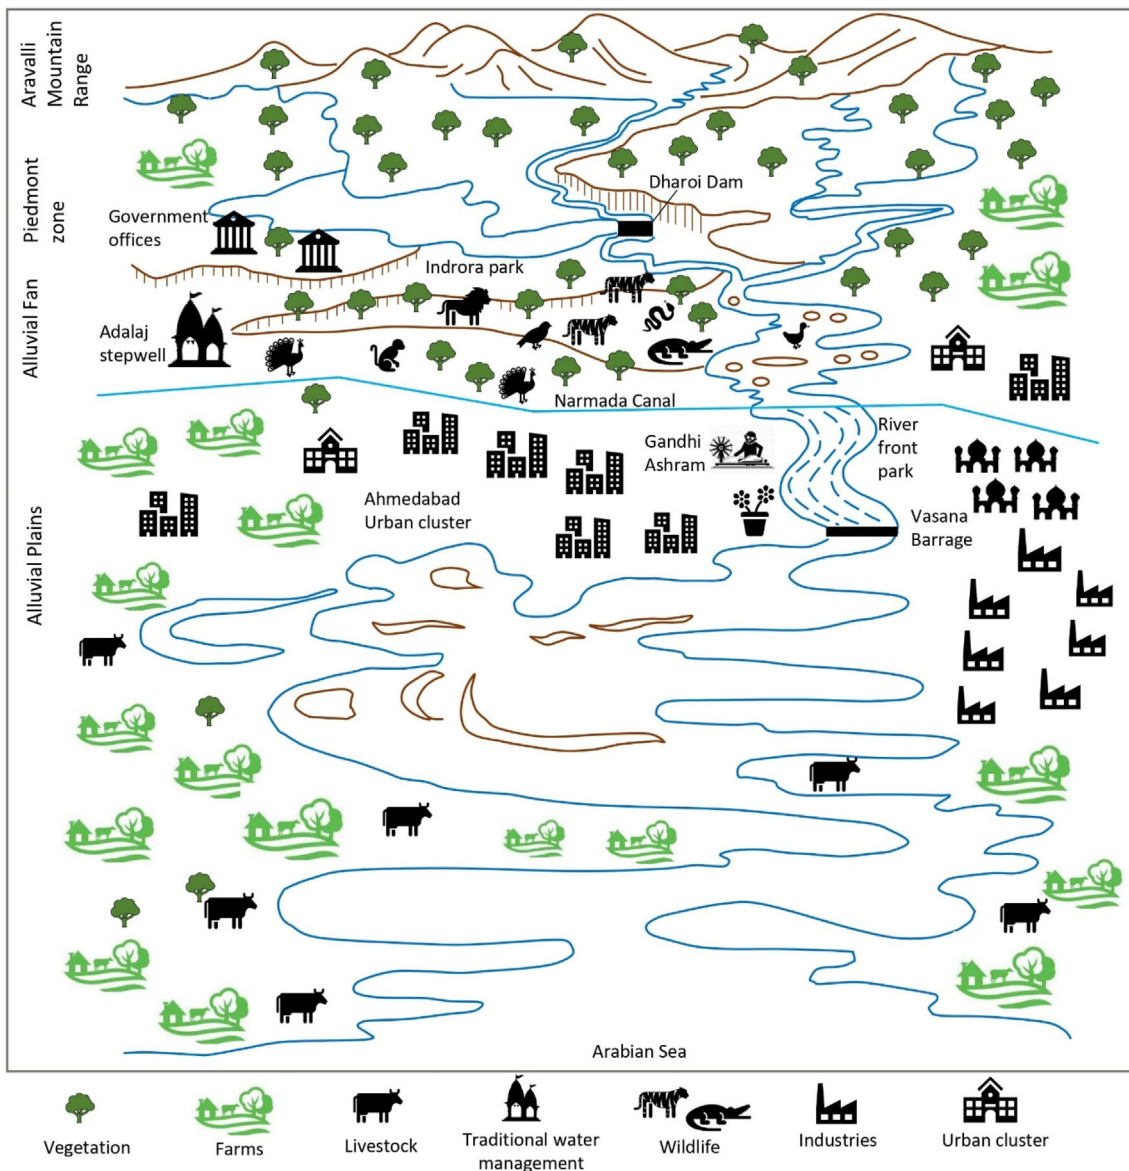 Aravalli
Mountain
Range
Piedmont
zone
Alluvial Fan
Alluvial Plains
Dharoi Dam
Government
offices
Indrora park
Adalaj
stepwell
Narmada Canal
River
front
park
Gandhi
Ashram
Ahmedabad
Urban cluster
Vasana
Barrage
Arabian Sea
Vegetation
Farms
Livestock
Traditional water
management
Wildlife
Industries
Urban cluster